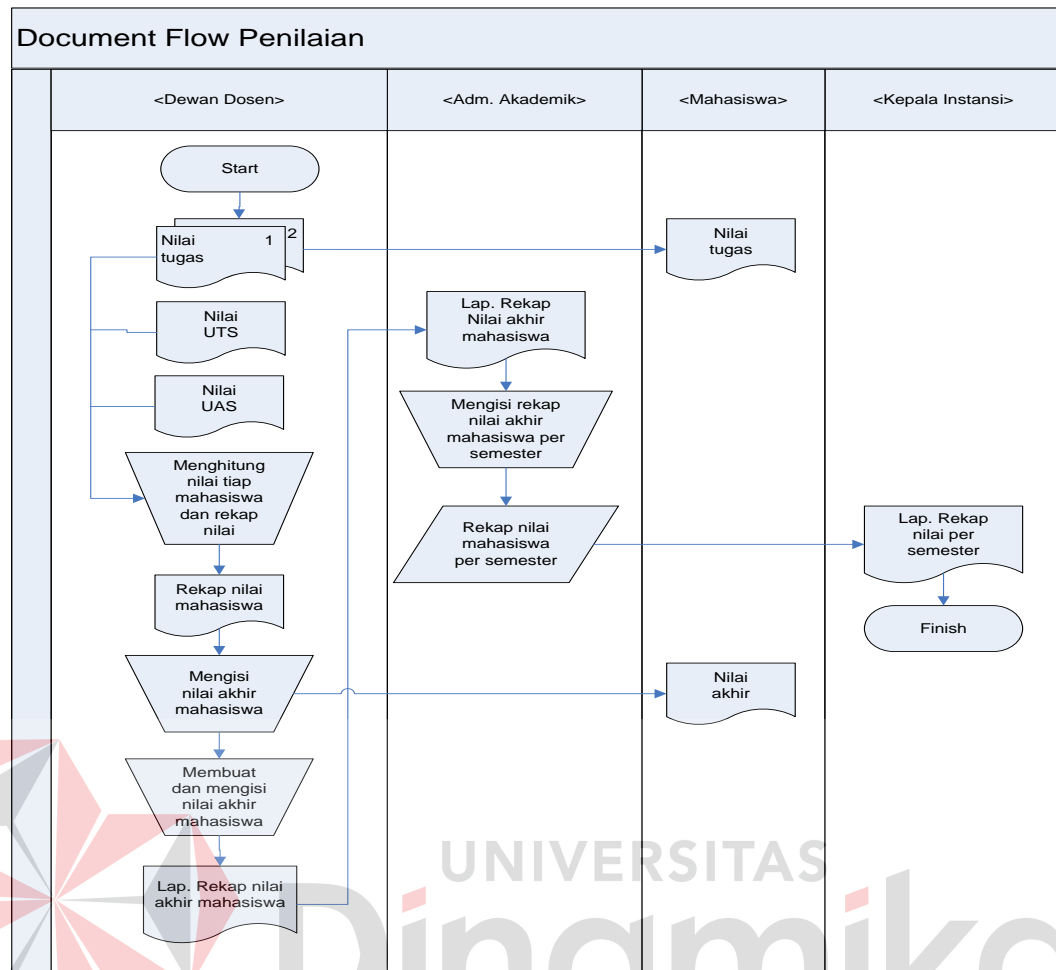 Document Flow Penilaian
<Dewan Dosen>
<Adm. Akademik>
<Mahasiswa>
<Kepala Instansi>
Start
Nilai 1
tugas
2
Nilai
UTS
Nilai
UAS
Menghitung
nilai tiap
mahasiswa
dan rekap
nilai
Rekap nilai
mahasiswa
Mengisi
nilai akhir
mahasiswa
Membuat
dan mengisi
nilai akhir
mahasiswa
Lap. Rekap nilai
akhir mahasiswa
Lap. Rekap
Nilai akhir
mahasiswa
Mengisi rekap
nilai akhir
mahasiswa per
semester
Rekap nilai
mahasiswa
per semester
Nilai
tugas
Nilai
akhir
Lap. Rekap
nilai per
semester
Finish
UNIVERSITAS
Dinamika